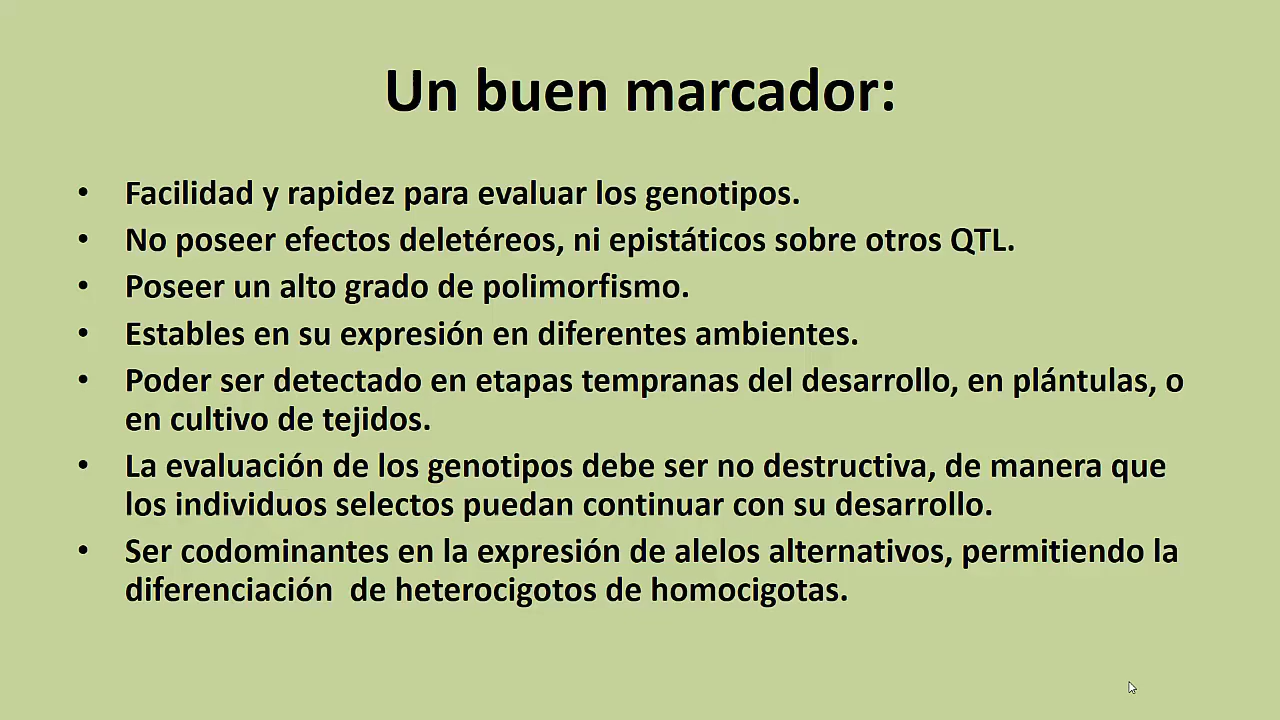 Un buen marcador:
• Facilidad y rapidez para evaluar los genotipos.
• No poseer efectos deletéreos, ni epistáticos sobre otros QTL.
• Poseer un alto grado de polimorfismo.
• Estables en su expresión en diferentes ambientes.
• Poder ser detectado en etapas tempranas del desarrollo, en plántulas, o
en cultivo de tejidos.
• La evaluación de los genotipos debe ser no destructiva, de manera que
los individuos selectos puedan continuar con su desarrollo.
• Ser codominantes en la expresión de alelos alternativos, permitiendo la
diferenciación  de heterocigotos de homocigotas.